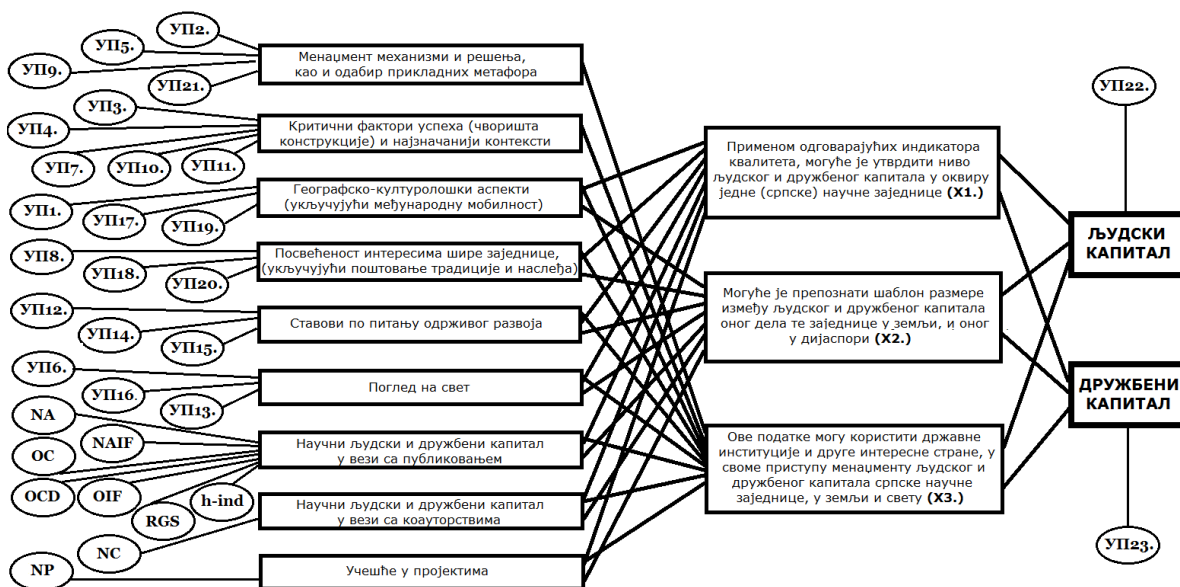 УП2.
УП5.
УП9.
УП21.
Менаџмент механизми и решења,
као и одабир прикладних метафора
УП3.
УП4.
УП7.
УП10.
УП11.
Критични фактори успеха (чворишта
конструкције) и најзначанији контексти
УП1.
УП17.
УП19.
Географско-културолошки аспекти
(укључујући међународну мобилност)
УП8.
УП18.
УП20.
Посвећеност интересима шире заједнице,
(укључујући поштовање традиције и наслеђа)
УП12.
УП14.
УП15.
Ставови по питању одрживог развоја
УП6.
УП16.
УП13.
Поглед на свет
NA
NAIF
OC
OCD
OIF
RGS
h-ind
Научни људски и дружбени капитал
у вези са публиковањем
NC
Научни људски и дружбени капитал
у вези са коауторствима
NP
Учешће у пројектима
Применом одговарајућих индикатора
квалитета, могуће је утврдити ниво
људског и дружбеног капитала у оквиру
једне (српске) научне заједнице (X1.)
Могуће је препознати шаблон размере
између људског и дружбеног капитала
оног дела те заједнице у земљи, и оног
у дијаспори (X2.)
Ове податке могу користити државне
институције и друге интересне стране, у
своме приступу менаџменту људског и
дружбеног капитала српске научне
заједнице, у земљи и свету (X3.)
УП22.
ЉУДСКИ
КАПИТАЛ
ДРУЖБЕНИ
КАПИТАЛ
УП23.